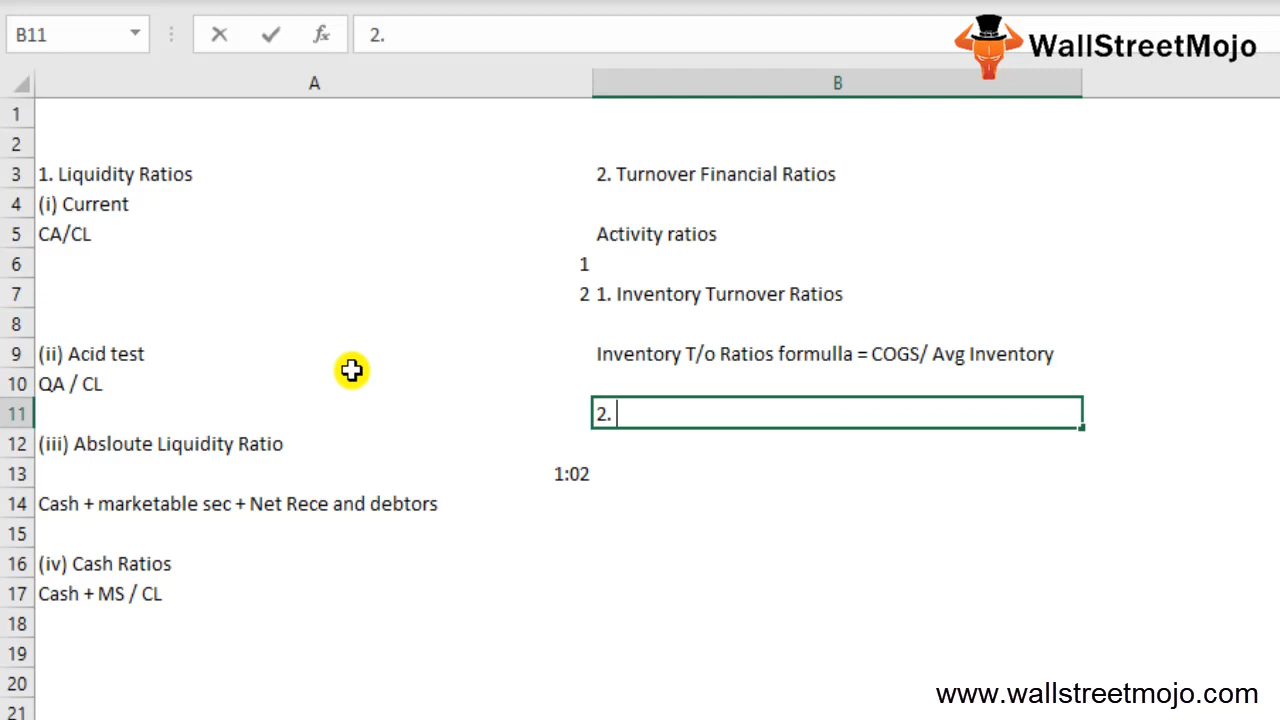 B11
fx
2.
WallStreetMojo
A
B
1
2
3
1. Liquidity Ratios
2. Turnover Financial Ratios
4
(i) Current
5
CA/CL
Activity ratios
6
1
7
2
1. Inventory Turnover Ratios
8
9
(ii) Acid test
Inventory T/o Ratios formulla = COGS/ Avg Inventory
10
QA / CL
11
2.
12
(iii) Absloute Liquidity Ratio
13
1:02
14
Cash + marketable sec + Net Rece and debtors
15
16
(iv) Cash Ratios
17
Cash + MS / CL
18
19
20
21
www.wallstreetmojo.com